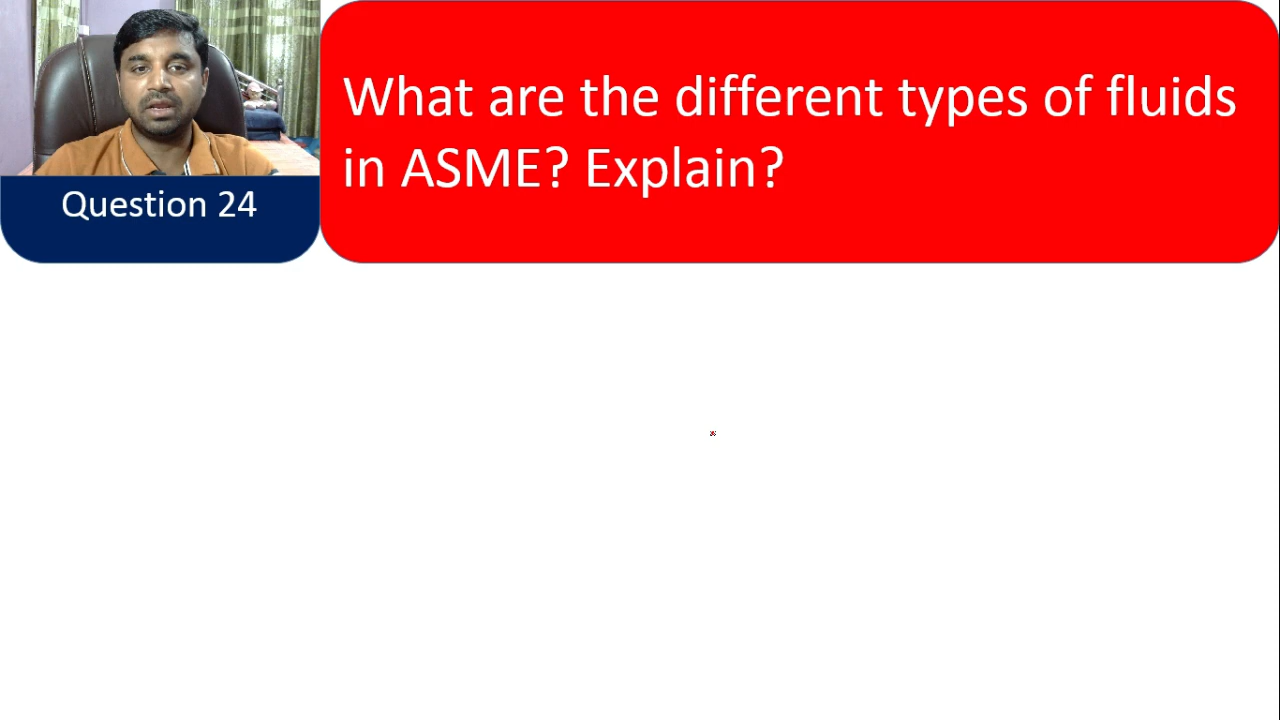 What are the different types of fluids
in ASME? Explain?
Question 24